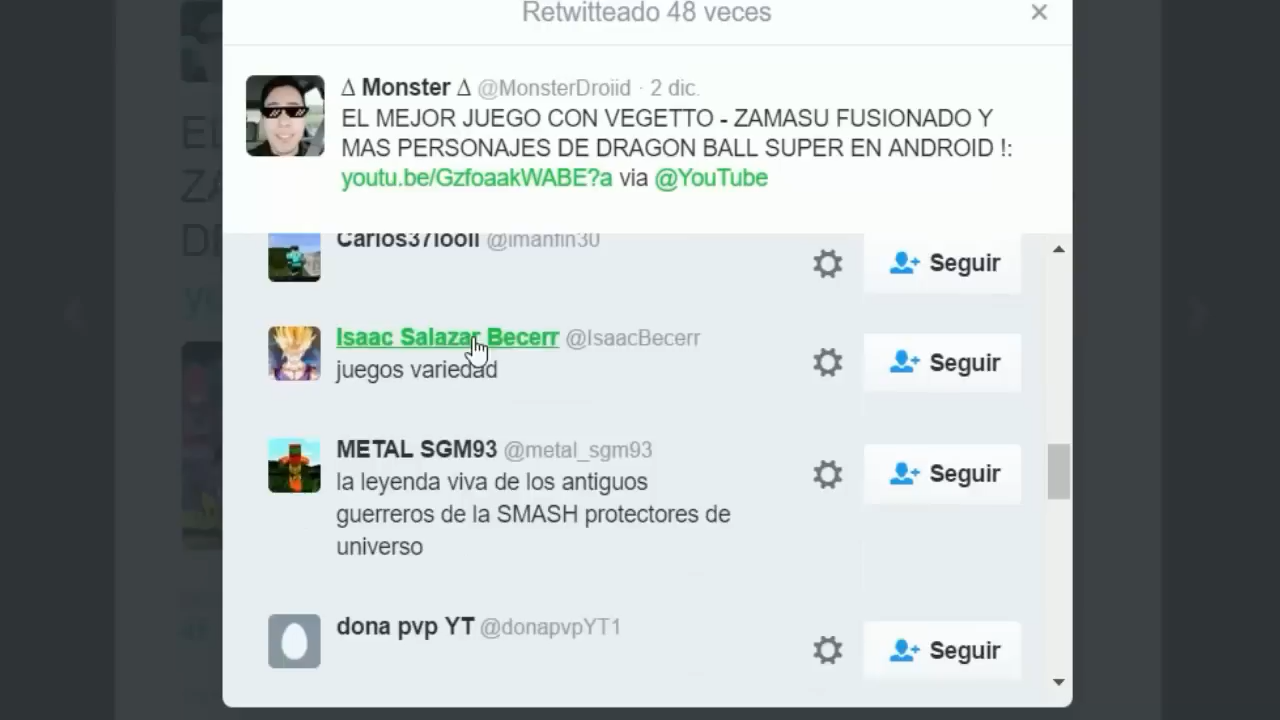 Retwitteado 48 veces
Δ Monster Δ @MonsterDroiid · 2 dic.
EL MEJOR JUEGO CON VEGETTO - ZAMASU FUSIONADO Y
MAS PERSONAJES DE DRAGON BALL SUPER EN ANDROID !:
youtu.be/GzfoaakWABE?a via @YouTube
@imanfin30
Seguir
Isaac Salazar Becerr @IsaacBecerr
juegos variedad
Seguir
METAL SGM93 @metal_sgm93
la leyenda viva de los antiguos
guerreros de la SMASH protectores de
universo
Seguir
dona pvp YT @donapvpYT1
Seguir